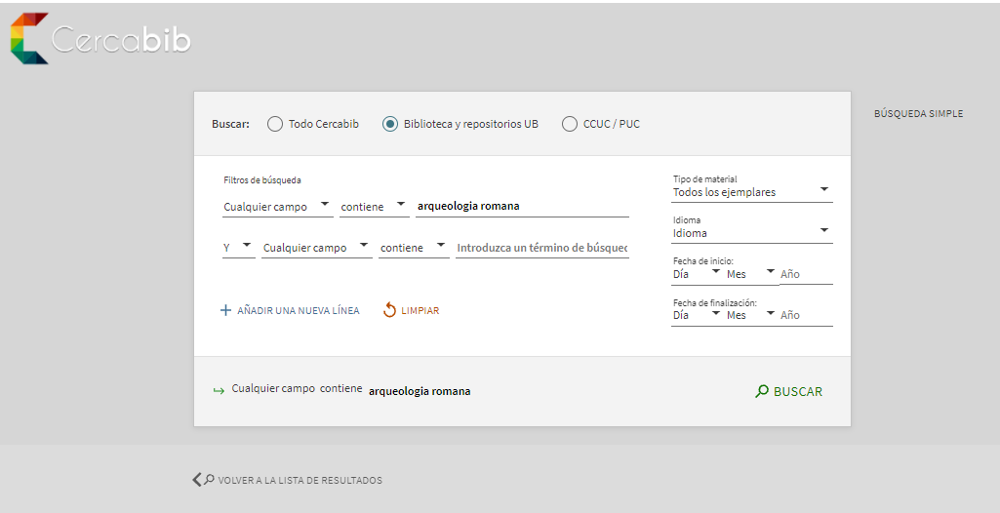 Cercabib
Buscar: Todo Cercabib Biblioteca y repositorios UB CCUC / PUC
BÚSQUEDA SIMPLE
Filtros de búsqueda
Cualquier campo contiene arqueologia romana
Y Cualquier campo contiene Introduzca un término de búsquec
AÑADIR UNA NUEVA LÍNEA LIMPIAR
Tipo de material
Todos los ejemplares
Idioma
Idioma
Fecha de inicio:
Día Mes Año
Fecha de finalización:
Día Mes Año
Cualquier campo contiene arqueologia romana
BUSCAR
VOLVER A LA LISTA DE RESULTADOS